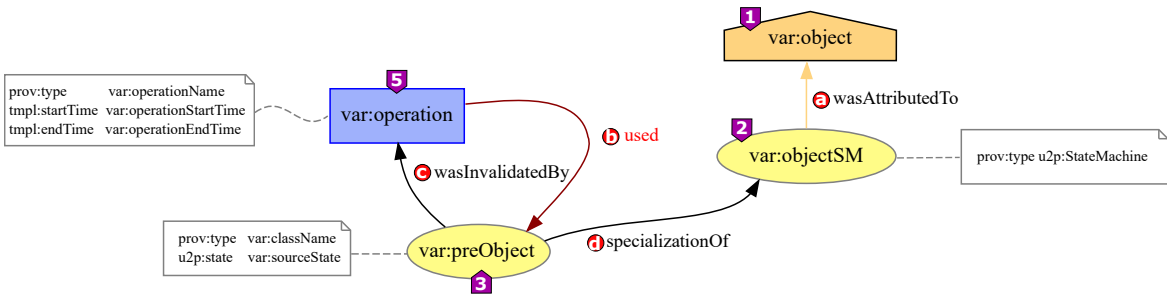 1
var:object
5
prov:type var:operationName
tmpl:startTime var:operationStartTime
tmpl:endTime var:operationEndTime
var:operation
a wasAttributedTo
b used
2
var:objectSM
prov:type u2p:StateMachine
c wasInvalidatedBy
prov:type var:className
u2p:state var:sourceState
var:preObject
d specializationOf
3